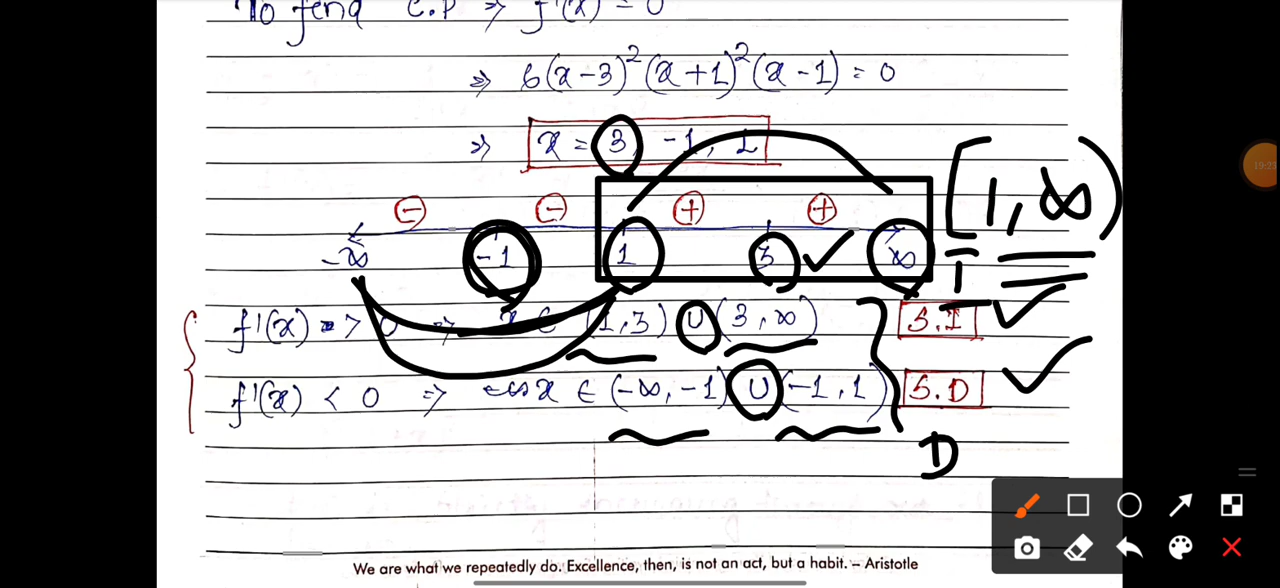 To find C.P ⇒ f'(x) = 0
⇒ 6(x-3)²(x+1)²(x-1) = 0
⇒ x = 3, -1, 1
[1, ∞)
⊖ ⊖ ⊕ ⊕
-∞ -1 1 3 ✓ ∞
I
f'(x) > 0 ⇒ x ∈ (1,3) ∪ (3,∞) S.I ✓
f'(x) < 0 ⇒ x ∈ (-∞,-1) ∪ (-1,1) S.D ✓
D
We are what we repeatedly do. Excellence, then, is not an act, but a habit. – Aristotle